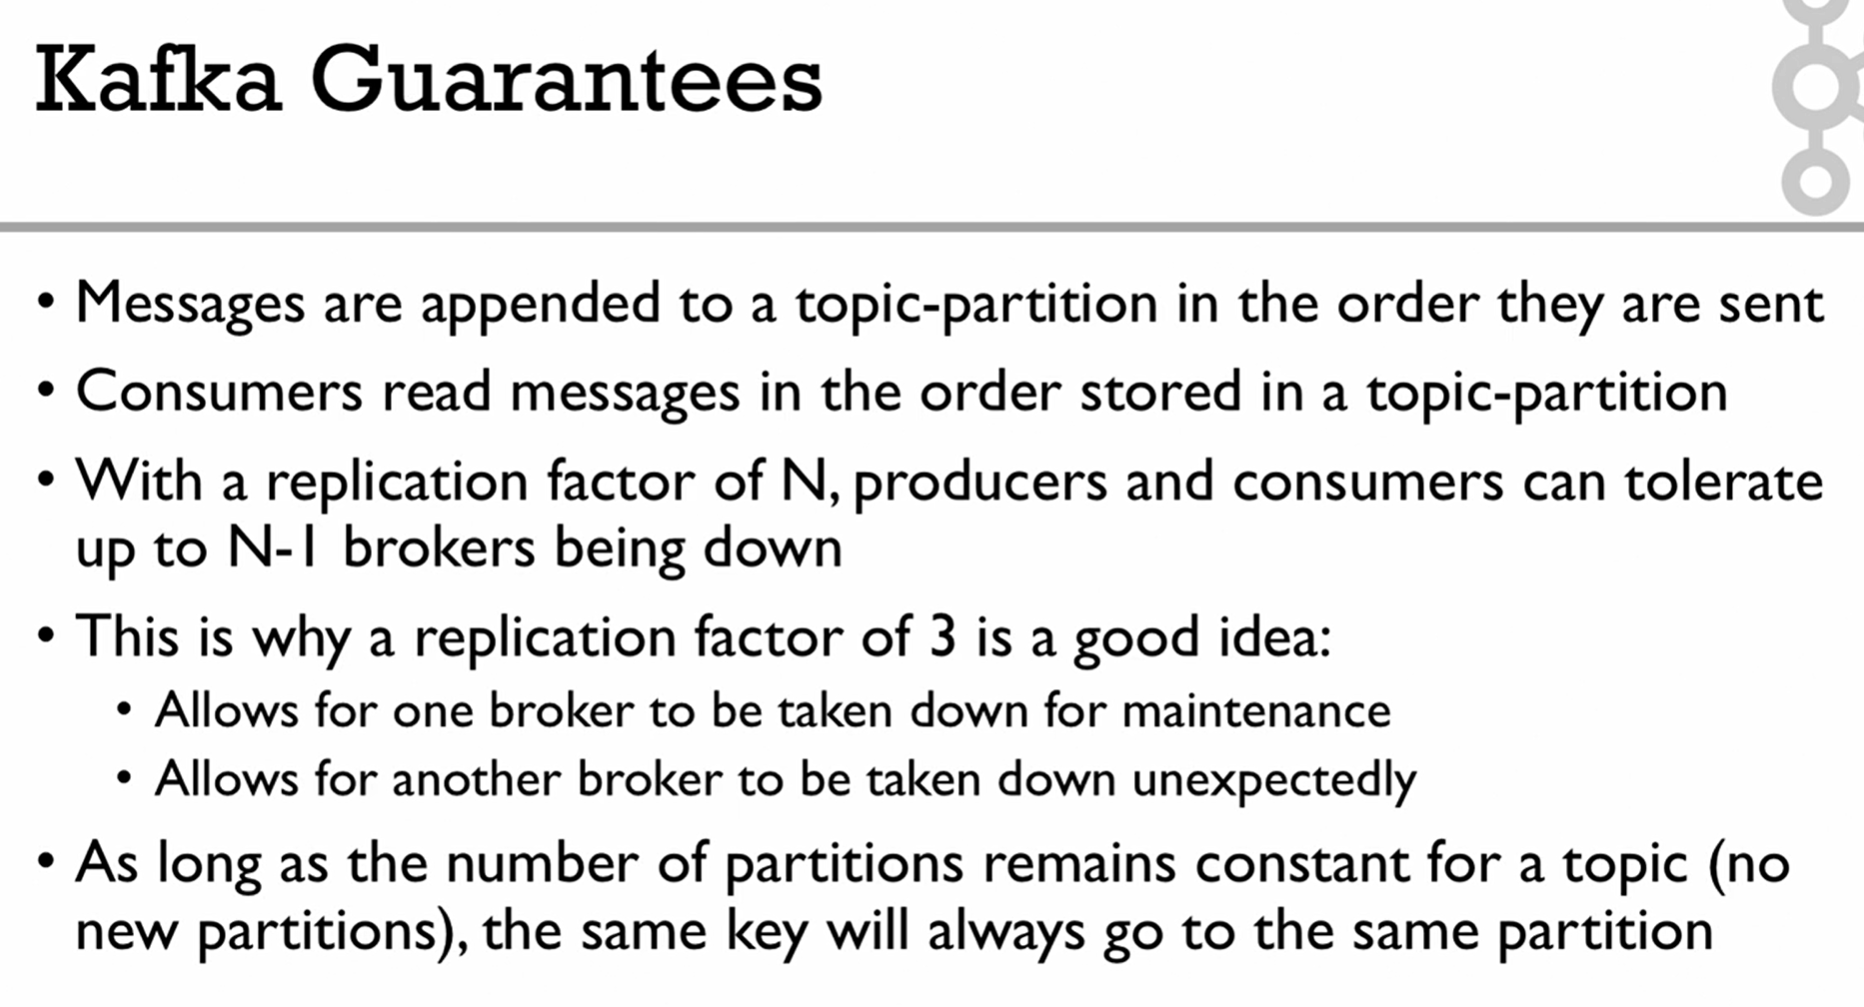 Kafka Guarantees
• Messages are appended to a topic-partition in the order they are sent
• Consumers read messages in the order stored in a topic-partition
• With a replication factor of N, producers and consumers can tolerate
up to N-1 brokers being down
• This is why a replication factor of 3 is a good idea:
• Allows for one broker to be taken down for maintenance
• Allows for another broker to be taken down unexpectedly
• As long as the number of partitions remains constant for a topic (no
new partitions), the same key will always go to the same partition